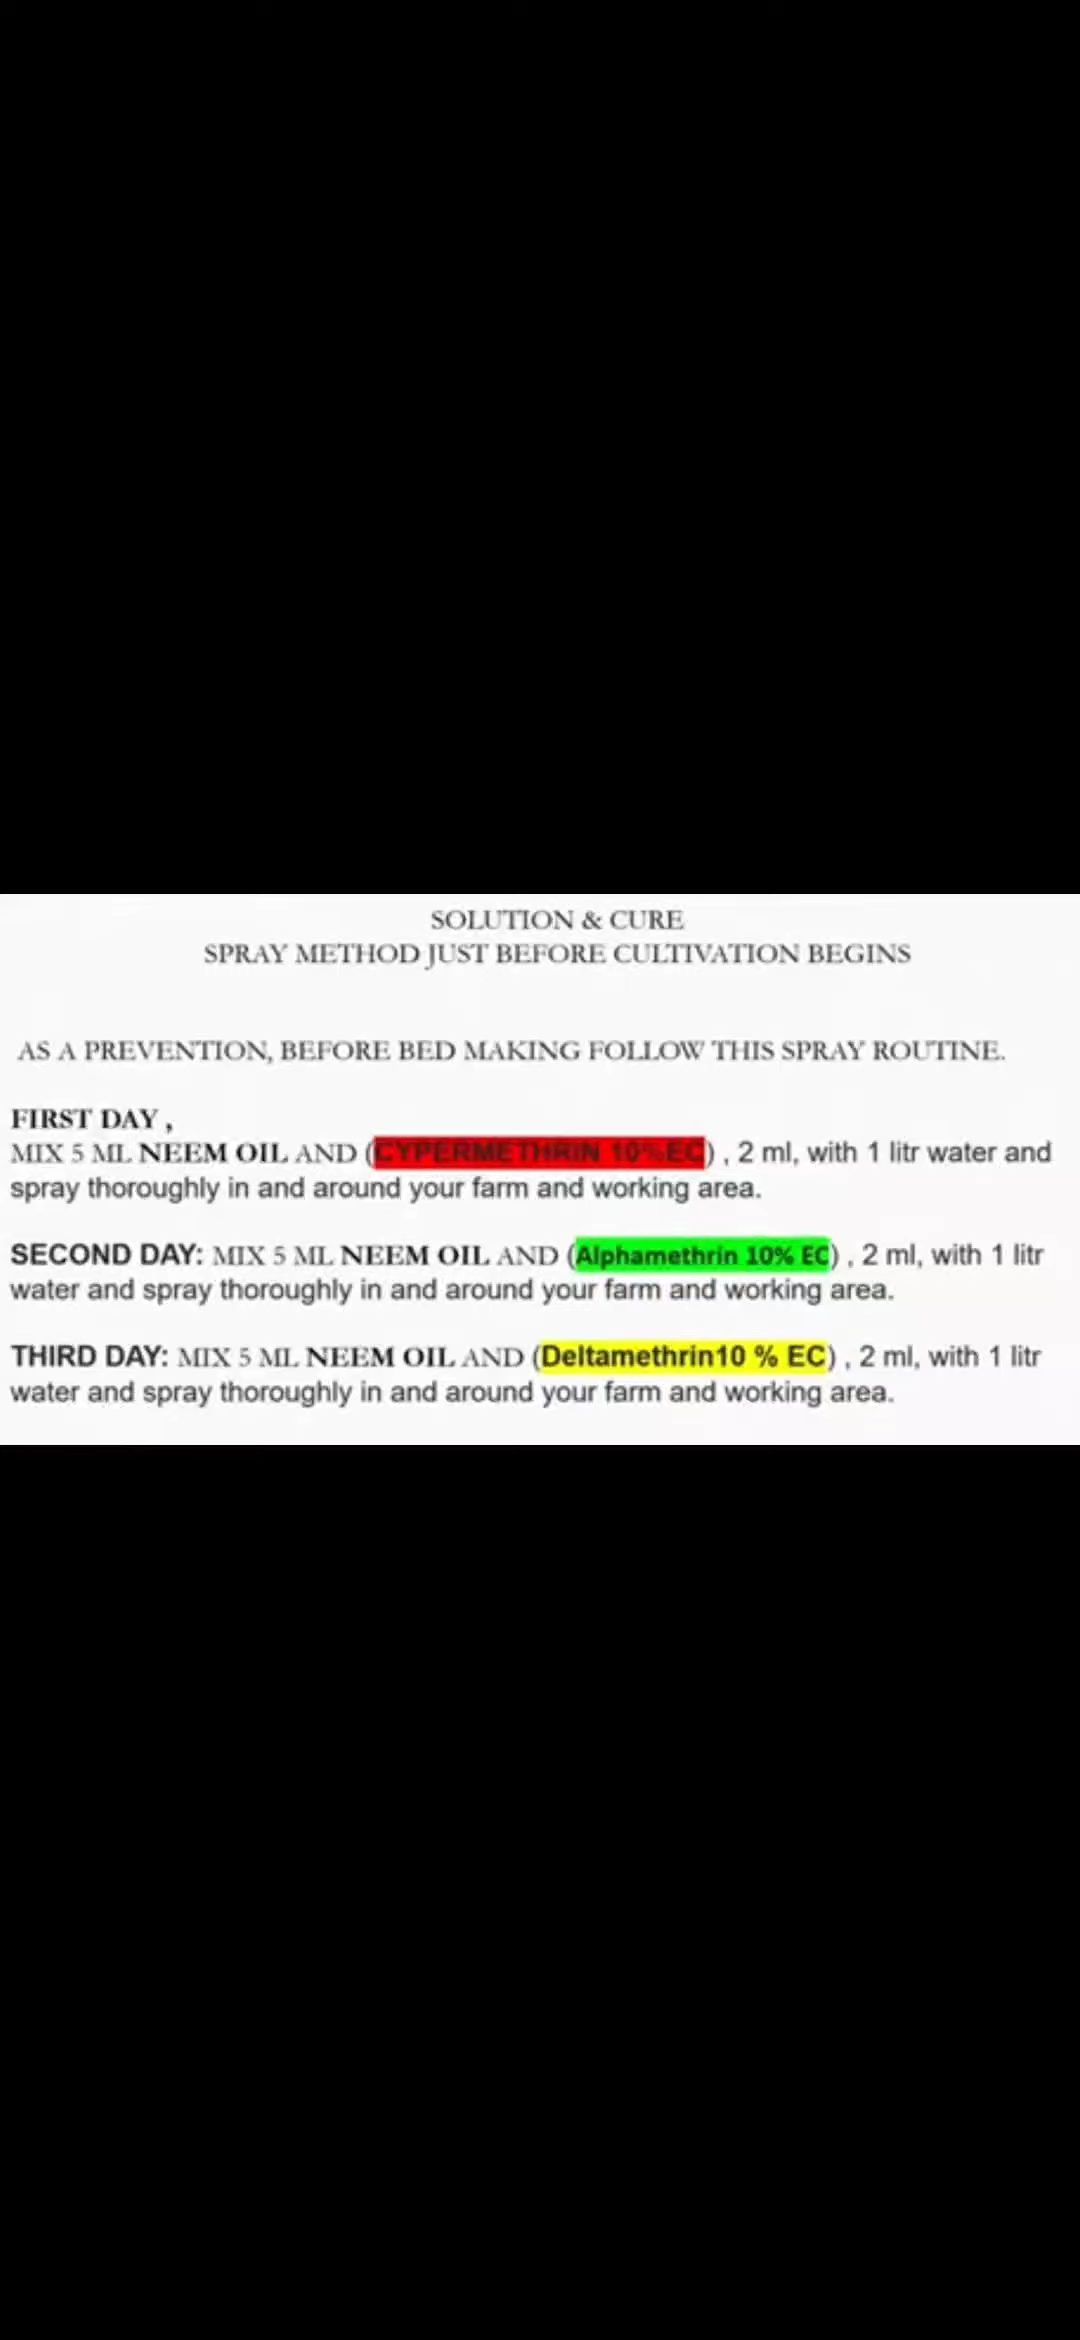 SOLUTION & CURE
SPRAY METHOD JUST BEFORE CULTIVATION BEGINS
AS A PREVENTION, BEFORE BED MAKING FOLLOW THIS SPRAY ROUTINE.
FIRST DAY ,
MIX 5 ML NEEM OIL AND (CYPERMETHRIN 10%EC) , 2 ml, with 1 litr water and
spray thoroughly in and around your farm and working area.
SECOND DAY: MIX 5 ML NEEM OIL AND (Alphamethrin 10% EC) , 2 ml, with 1 litr
water and spray thoroughly in and around your farm and working area.
THIRD DAY: MIX 5 ML NEEM OIL AND (Deltamethrin10 % EC) , 2 ml, with 1 litr
water and spray thoroughly in and around your farm and working area.